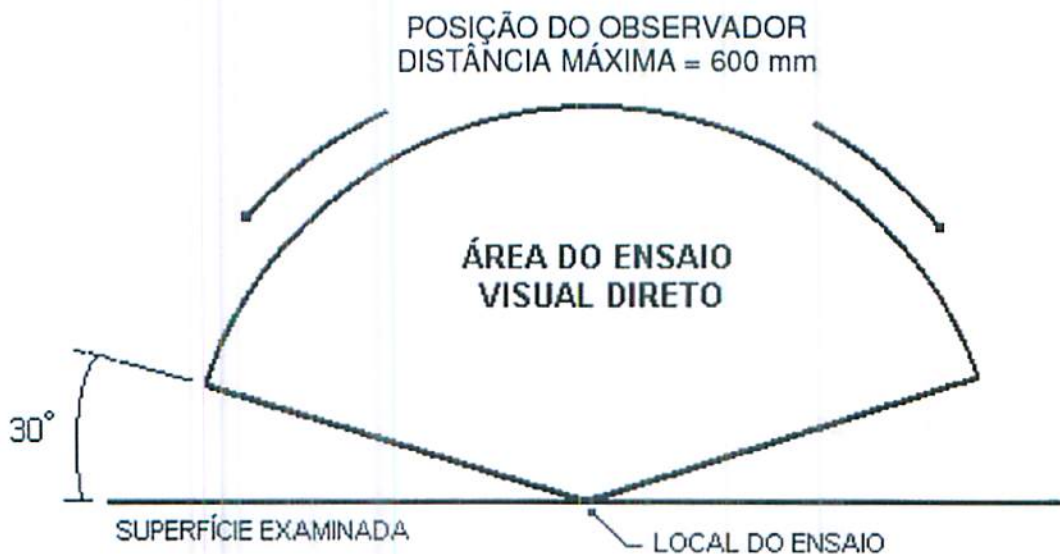 POSIÇÃO DO OBSERVADOR
DISTÂNCIA MÁXIMA = 600 mm
ÁREA DO ENSAIO
VISUAL DIRETO
30°
SUPERFÍCIE EXAMINADA
LOCAL DO ENSAIO